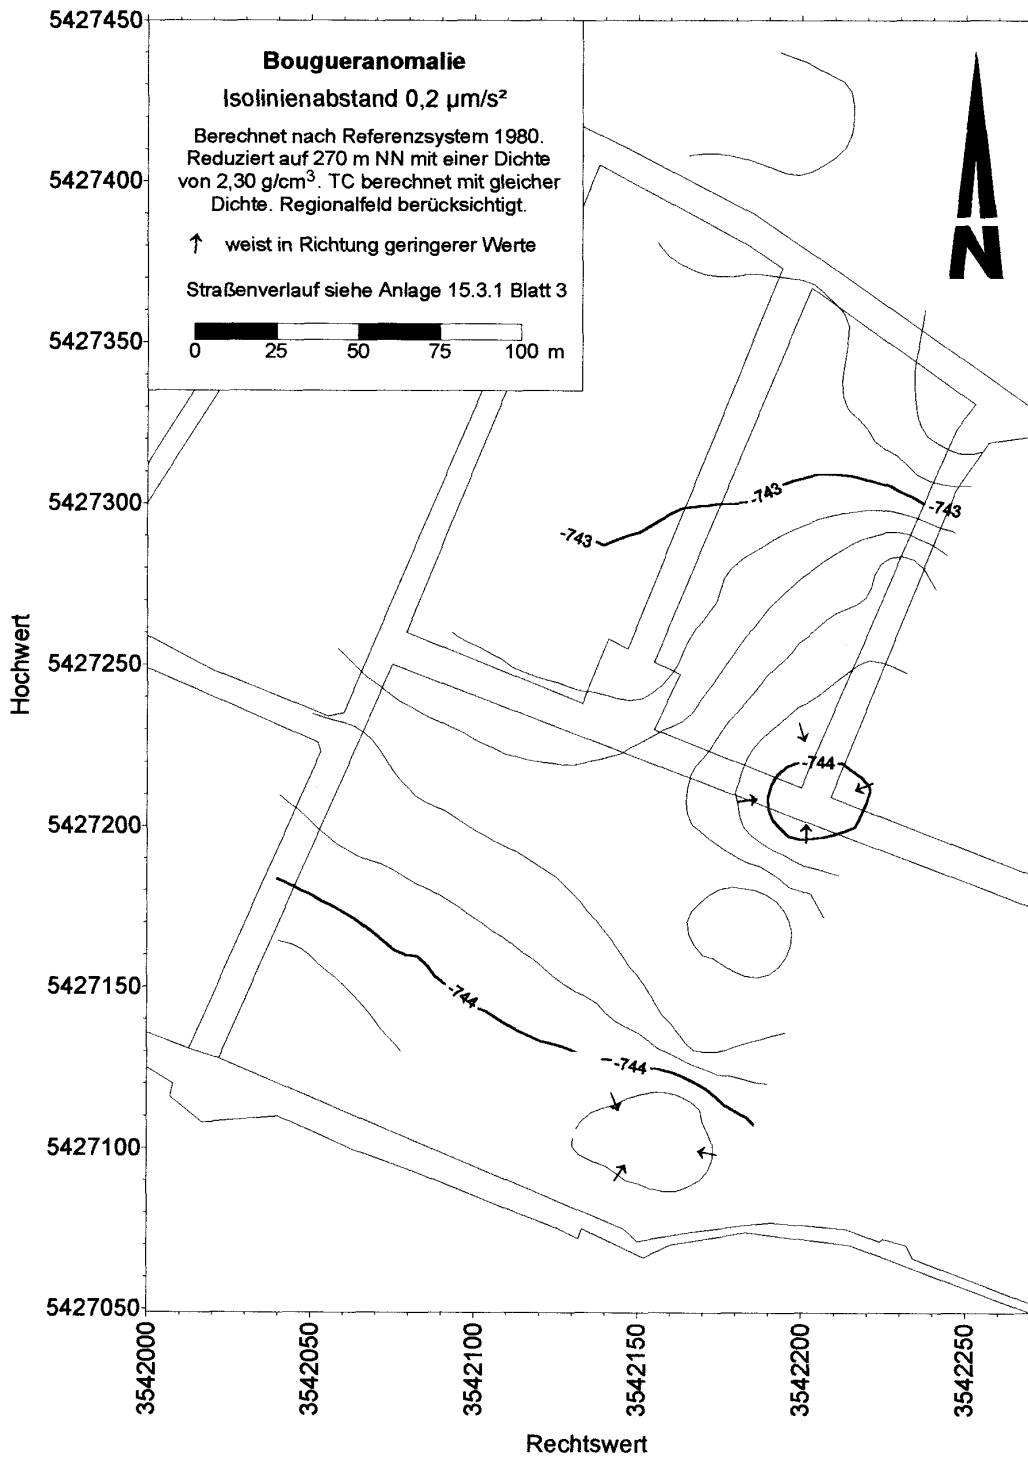 5427450
Bougueranomalie
Isolinienabstand 0,2 µm/s²
Berechnet nach Referenzsystem 1980.
Reduziert auf 270 m NN mit einer Dichte
von 2,30 g/cm³. TC berechnet mit gleicher
Dichte. Regionalfeld berücksichtigt.
↑ weist in Richtung geringerer Werte
Straßenverlauf siehe Anlage 15.3.1 Blatt 3
0 25 50 75 100 m
N
5427400
5427350
5427300
5427250
5427200
5427150
5427100
5427050
Hochwert
-743
-743
-743
-744
-744
-744
3542000
3542050
3542100
3542150
3542200
3542250
Rechtswert